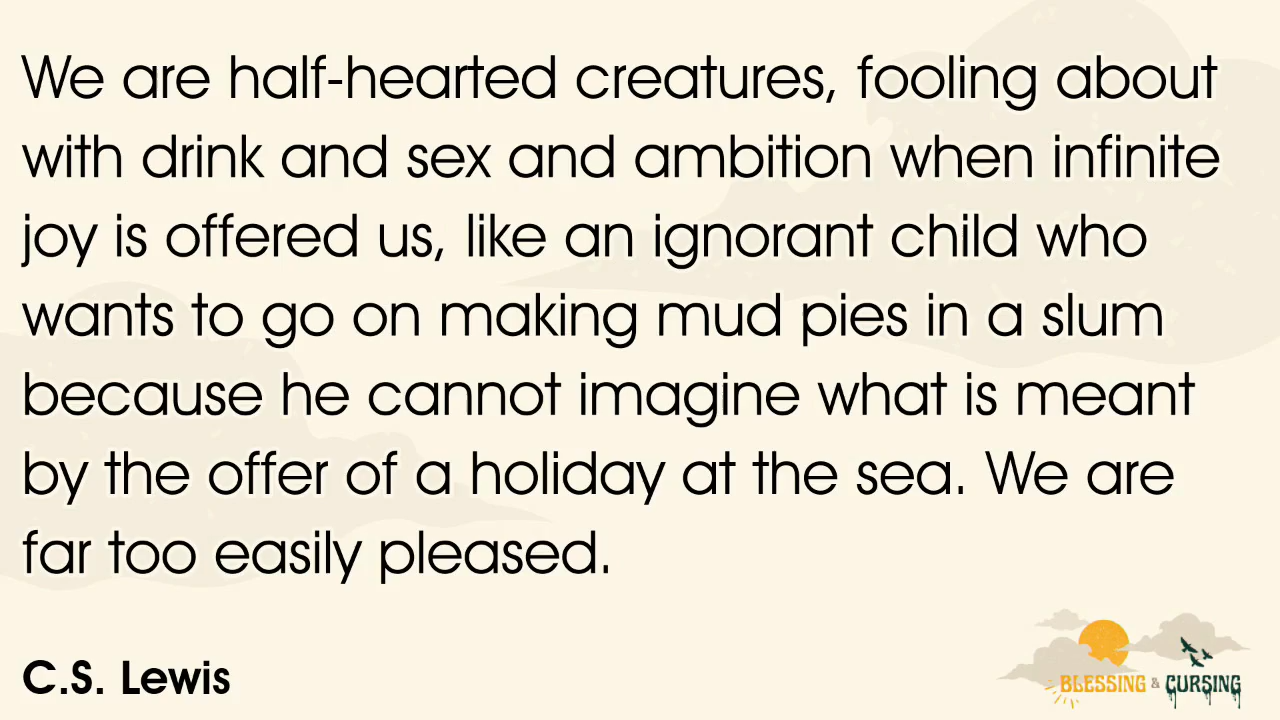 We are half-hearted creatures, fooling about
with drink and sex and ambition when infinite
joy is offered us, like an ignorant child who
wants to go on making mud pies in a slum
because he cannot imagine what is meant
by the offer of a holiday at the sea. We are
far too easily pleased.
C.S. Lewis
BLESSING & CURSING